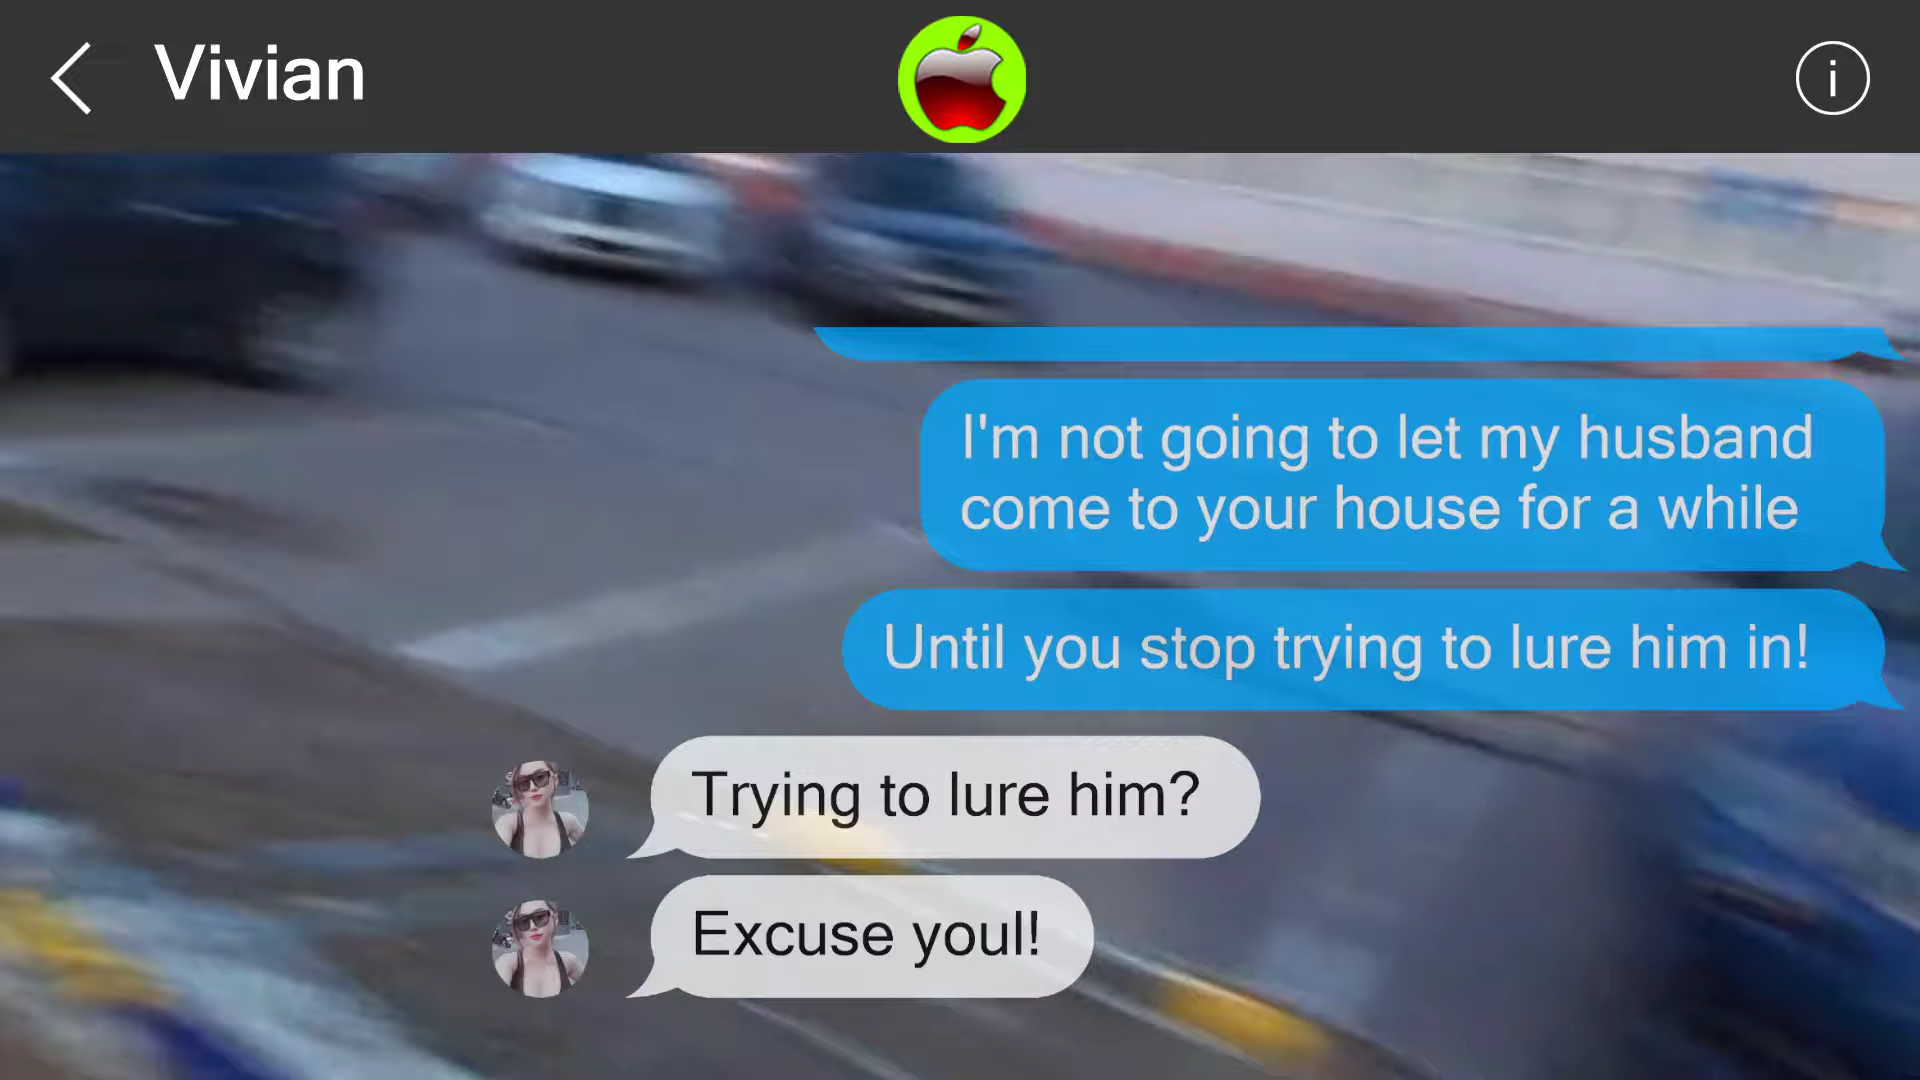 Vivian
I'm not going to let my husband
come to your house for a while
Until you stop trying to lure him in!
Trying to lure him?
Excuse youl!